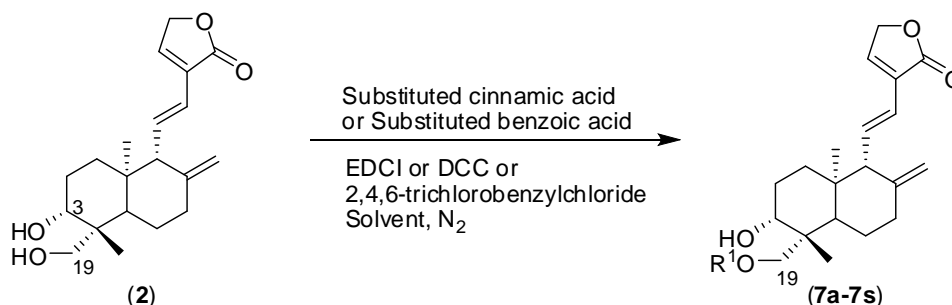 O
O
HO
3
HO
19
(2)
Substituted cinnamic acid
or Substituted benzoic acid
EDCI or DCC or
2,4,6-trichlorobenzylchloride
Solvent, N2
O
O
HO
R1O
19
(7a-7s)